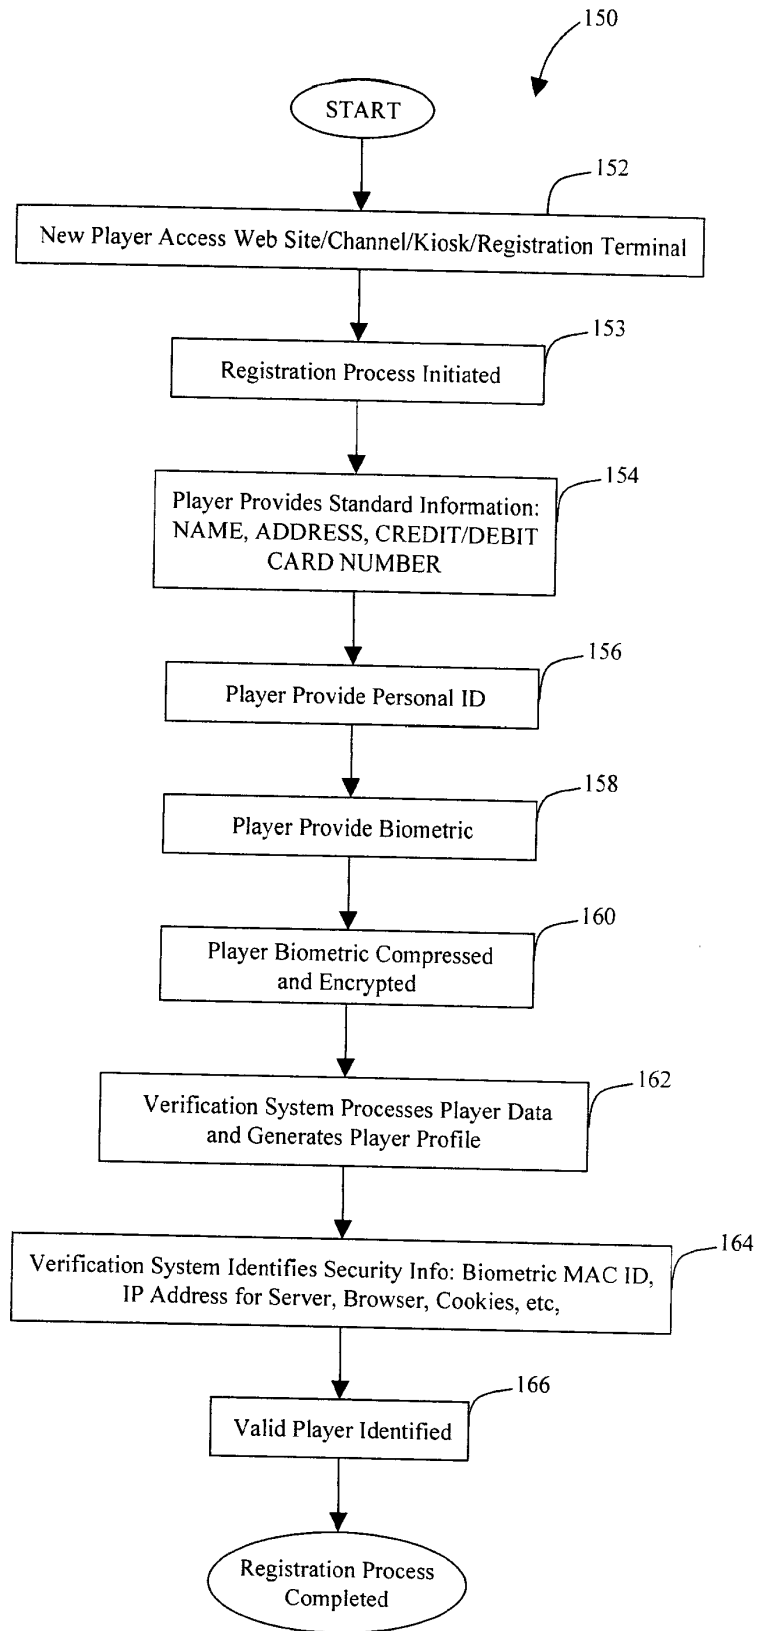 150
START
152
New Player Access Web Site/Channel/Kiosk/Registration Terminal
153
Registration Process Initiated
154
Player Provides Standard Information:
NAME, ADDRESS, CREDIT/DEBIT
CARD NUMBER
156
Player Provide Personal ID
158
Player Provide Biometric
160
Player Biometric Compressed
and Encrypted
162
Verification System Processes Player Data
and Generates Player Profile
164
Verification System Identifies Security Info: Biometric MAC ID,
IP Address for Server, Browser, Cookies, etc,
166
Valid Player Identified
Registration Process
Completed